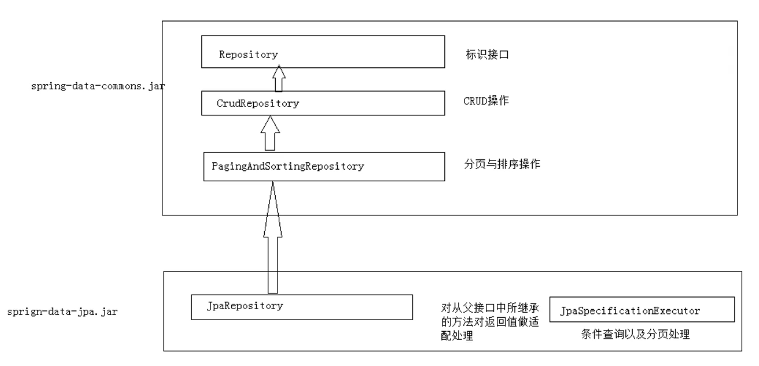 Repository
标识接口
spring-data-commons.jar
CrudRepository
CRUD操作
PagingAndSortingRepository
分页与排序操作
sprign-data-jpa.jar
JpaRepository
对从父接口中所继承
的方法对返回值做适
配处理
JpaSpecificationExecutor
条件查询以及分页处理